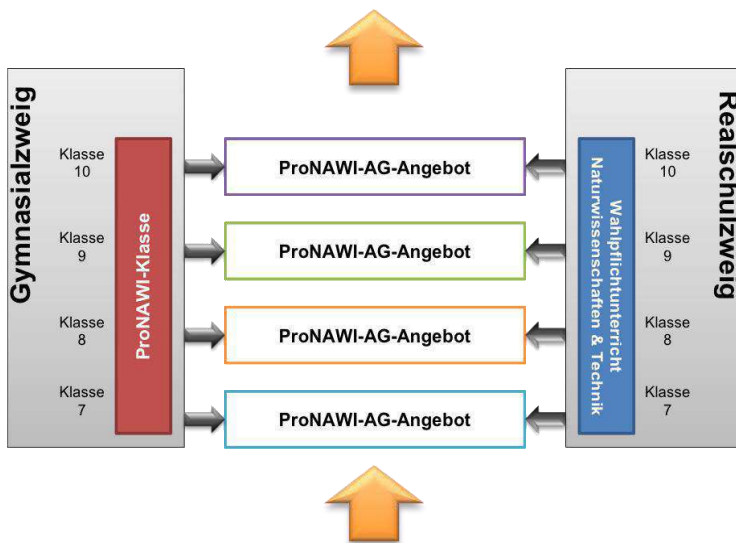 Gymnasialzweig
Klasse
10
Klasse
9
Klasse
8
Klasse
7
ProNAWI-Klasse
ProNAWI-AG-Angebot
ProNAWI-AG-Angebot
ProNAWI-AG-Angebot
ProNAWI-AG-Angebot
Wahlpflichtunterricht
Naturwissenschaften & Technik
Klasse
10
Klasse
9
Klasse
8
Klasse
7
Realschulzweig